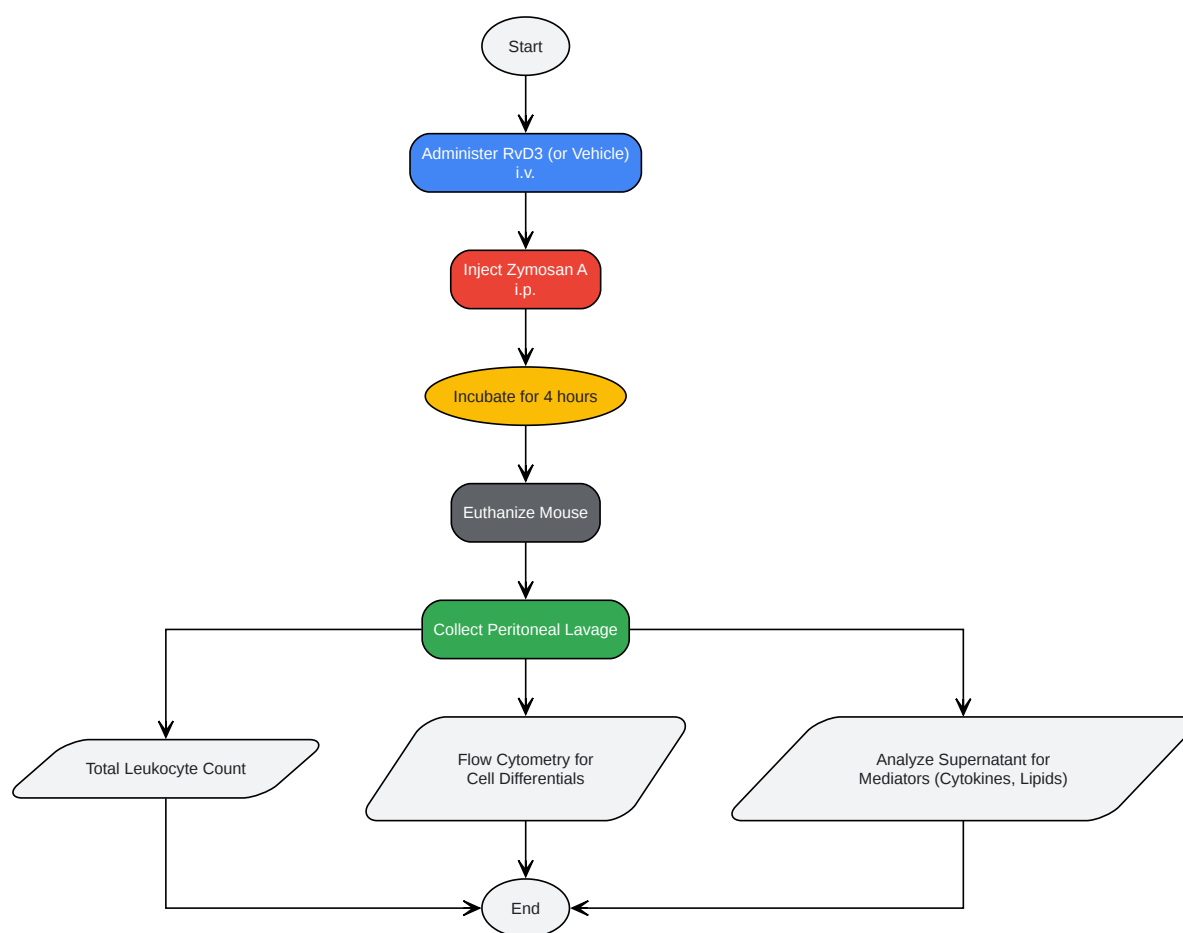 Start
Administer RvD3 (or Vehicle)
i.v.
Inject Zymosan A
i.p.
Incubate for 4 hours
Euthanize Mouse
Collect Peritoneal Lavage
Total Leukocyte Count
Flow Cytometry for
Cell Differentials
Analyze Supernatant for
Mediators (Cytokines, Lipids)
End